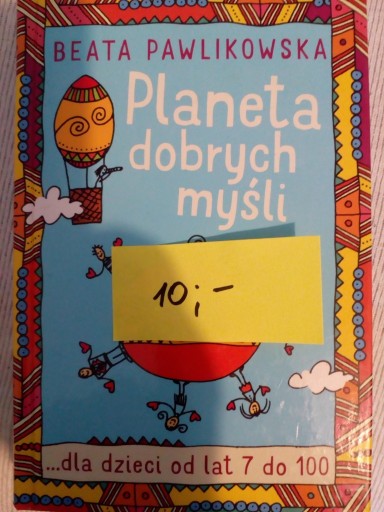 BEATA PAWLIKOWSKA
Planeta
dobrych
myśli
10;-
...dla dzieci od lat 7 do 100